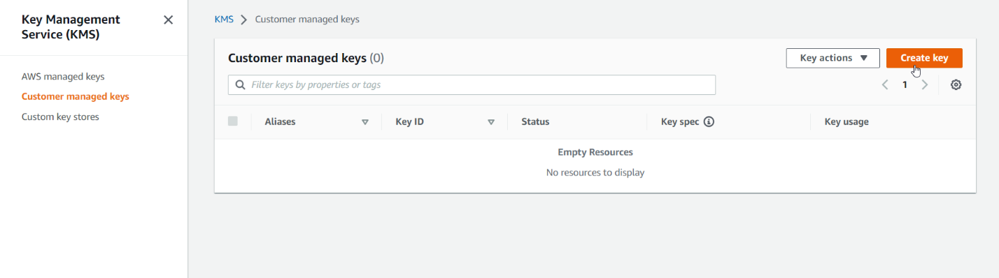 Key Management
Service (KMS)
AWS managed keys
Customer managed keys
Custom key stores
KMS
Customer managed keys
Customer managed keys (0)
Key actions
Create key
Filter keys by properties or tags
1
Aliases
Key ID
Status
Key spec
Key usage
Empty Resources
No resources to display